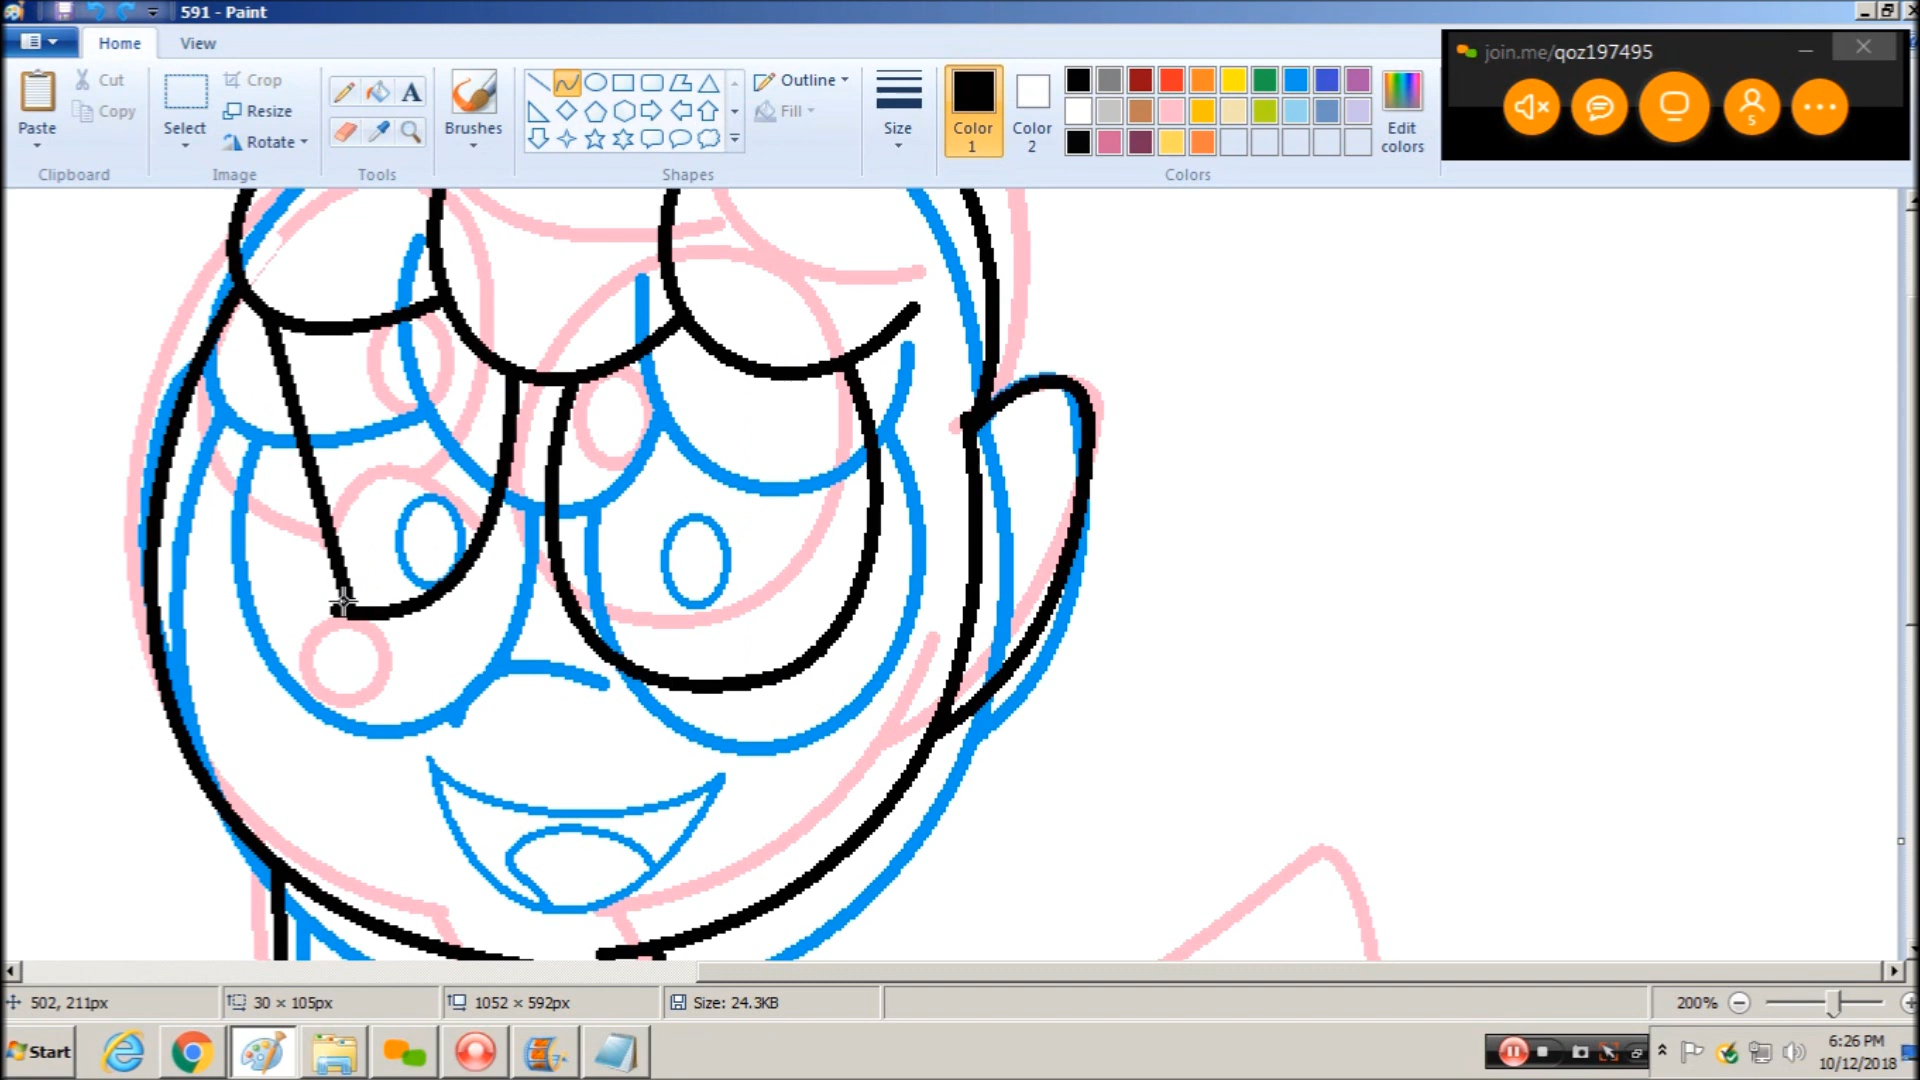 591 - Paint
Home
View
join.me/qoz197495
5
Paste
Cut
Copy
Clipboard
Select
Crop
Resize
Rotate
Image
A
Tools
Brushes
Shapes
Outline
Fill
Size
Color
1
Color
2
Edit
colors
Colors
502, 211px
30 × 105px
1052 × 592px
Size: 24.3KB
200%
Start
6:26 PM
10/12/2018